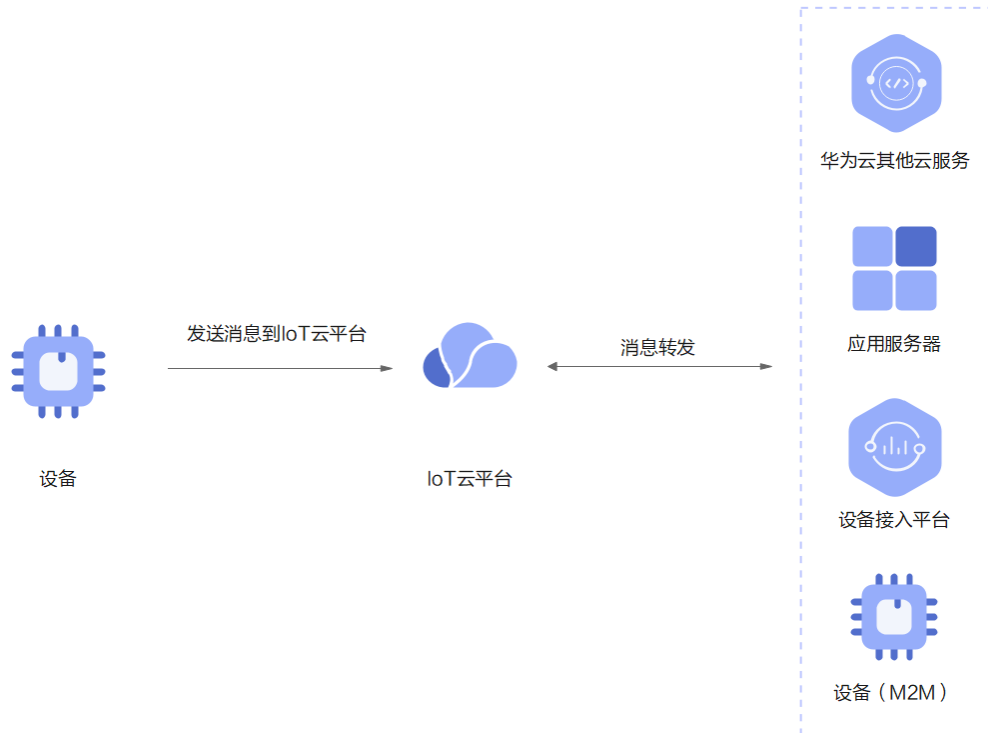 华为云其他云服务
应用服务器
发送消息到IoT云平台
消息转发
设备
IoT云平台
设备接入平台
设备（M2M）